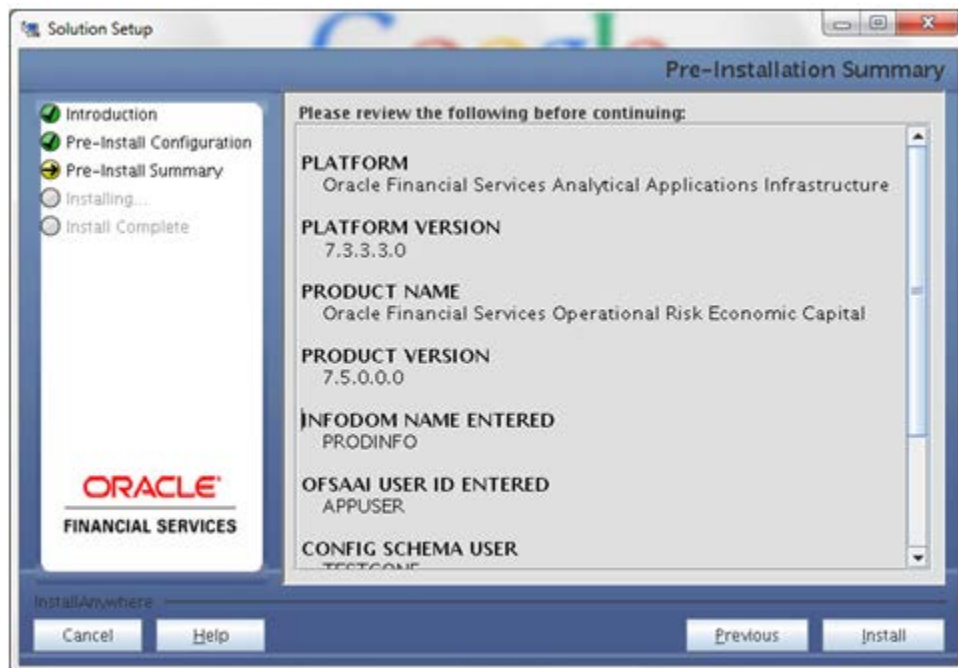 Solution Setup
Pre-Installation Summary
Introduction
Pre-Install Configuration
Pre-Install Summary
Installing...
Install Complete
ORACLE
FINANCIAL SERVICES
Please review the following before continuing:
PLATFORM
Oracle Financial Services Analytical Applications Infrastructure
PLATFORM VERSION
7.3.3.3.0
PRODUCT NAME
Oracle Financial Services Operational Risk Economic Capital
PRODUCT VERSION
7.5.0.0.0
INFODOM NAME ENTERED
PRODINFO
OFSAAI USER ID ENTERED
APPUSER
CONFIG SCHEMA USER
InstallAnywhere
Cancel
Help
Previous
Install